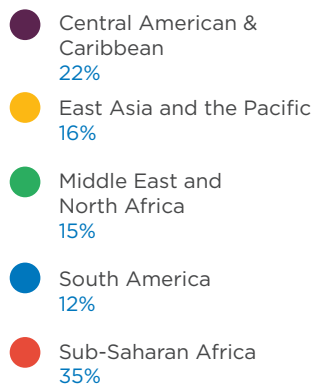 Central American &
Caribbean
22%
East Asia and the Pacific
16%
Middle East and
North Africa
15%
South America
12%
Sub-Saharan Africa
35%